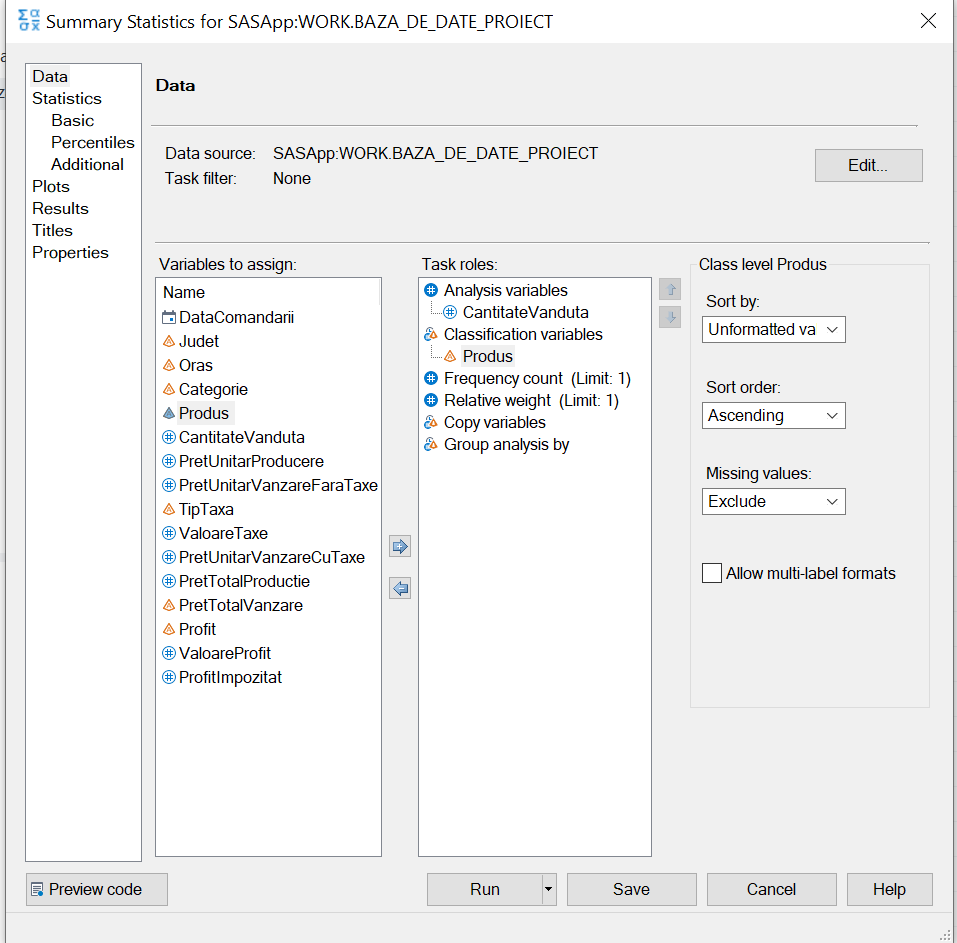 Summary Statistics for SASApp:WORK.BAZA_DE_DATE_PROIECT
Data
Statistics
Basic
Percentiles
Additional
Plots
Results
Titles
Properties
Data
Data source: SASApp:WORK.BAZA_DE_DATE_PROIECT
Task filter: None
Edit...
Variables to assign:
Name
DataComandarii
Judet
Oras
Categorie
Produs
CantitateVanduta
PretUnitarProducere
PretUnitarVanzareFaraTaxe
TipTaxa
ValoareTaxe
PretUnitarVanzareCuTaxe
PretTotalProductie
PretTotalVanzare
Profit
ValoareProfit
ProfitImpozitat
Task roles:
Analysis variables
CantitateVanduta
Classification variables
Produs
Frequency count (Limit: 1)
Relative weight (Limit: 1)
Copy variables
Group analysis by
Class level Produs
Sort by:
Unformatted va
Sort order:
Ascending
Missing values:
Exclude
Allow multi-label formats
Preview code
Run
Save
Cancel
Help